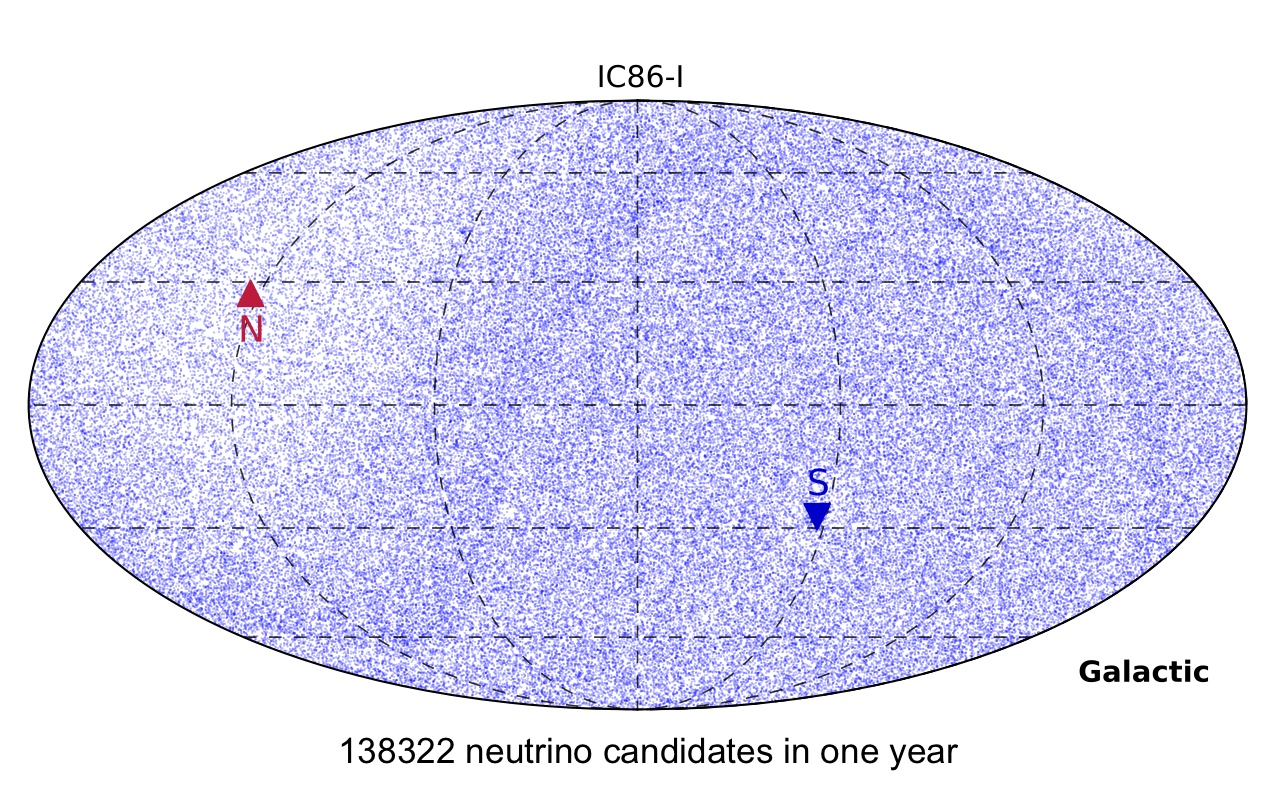 IC86-I
N
S
Galactic
138322 neutrino candidates in one year